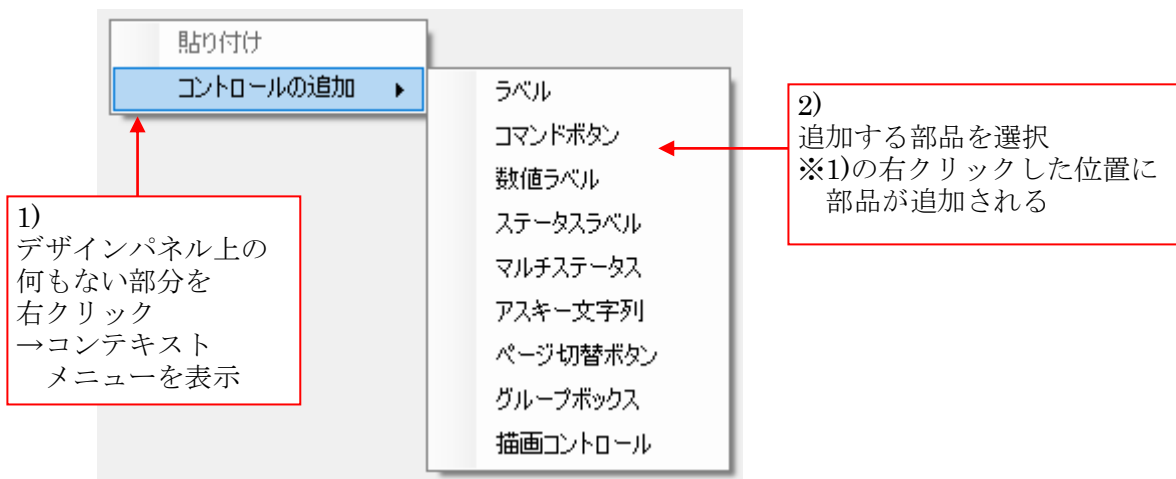 貼り付け
コントロールの追加
ラベル
コマンドボタン
数値ラベル
ステータスラベル
マルチステータス
アスキー文字列
ページ切替ボタン
グループボックス
描画コントロール
1)
デザインパネル上の
何もない部分を
右クリック
→コンテキスト
メニューを表示
2)
追加する部品を選択
※1)の右クリックした位置に
部品が追加される